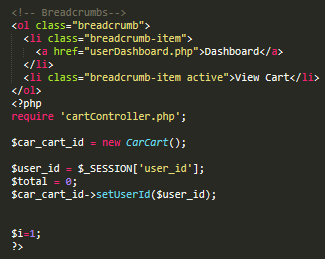 <!-- Breadcrumbs-->
<ol class="breadcrumb">
<li class="breadcrumb-item">
<a href="userDashboard.php">Dashboard</a>
</li>
<li class="breadcrumb-item active">View Cart</li>
</ol>
<?php
require 'cartController.php';
$car_cart_id = new CarCart();
$user_id = $_SESSION['user_id'];
$total = 0;
$car_cart_id->setUserId($user_id);
$i=1;
?>